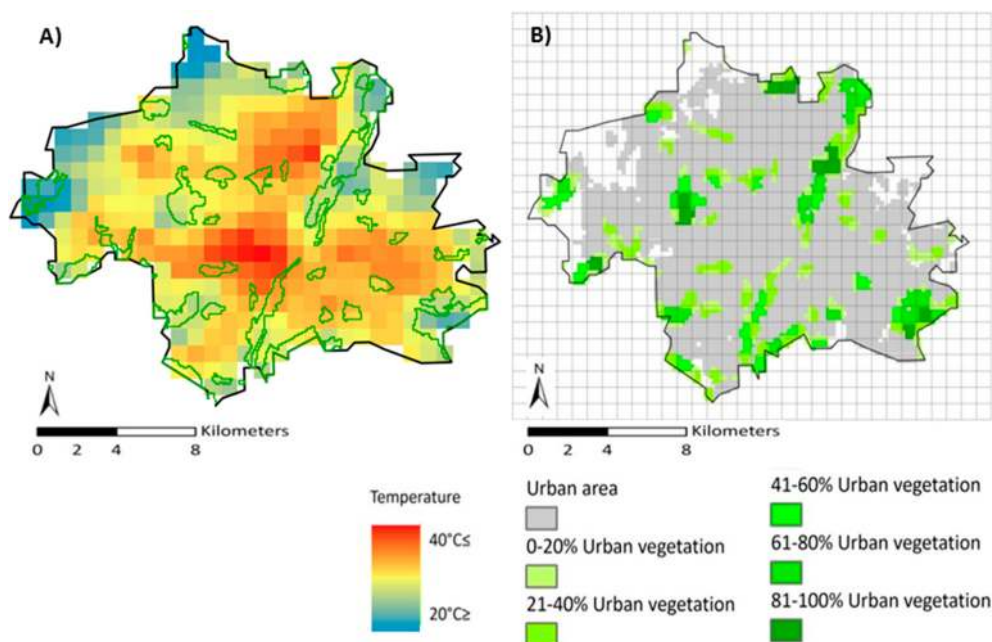 A)
B)
N
Kilometers
0 2 4 8
N
Kilometers
0 2 4 8
Temperature
40°C≤
20°C≥
Urban area
0-20% Urban vegetation
21-40% Urban vegetation
41-60% Urban vegetation
61-80% Urban vegetation
81-100% Urban vegetation